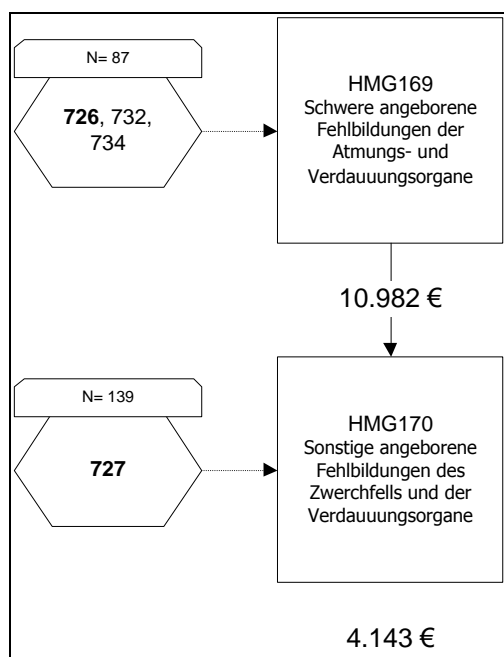 N= 87
726, 732,
734
HMG169
Schwere angeborene
Fehlbildungen der
Atmungs- und
Verdauuungsorgane
10.982 €
N= 139
727
HMG170
Sonstige angeborene
Fehlbildungen des
Zwerchfells und der
Verdauuungsorgane
4.143 €